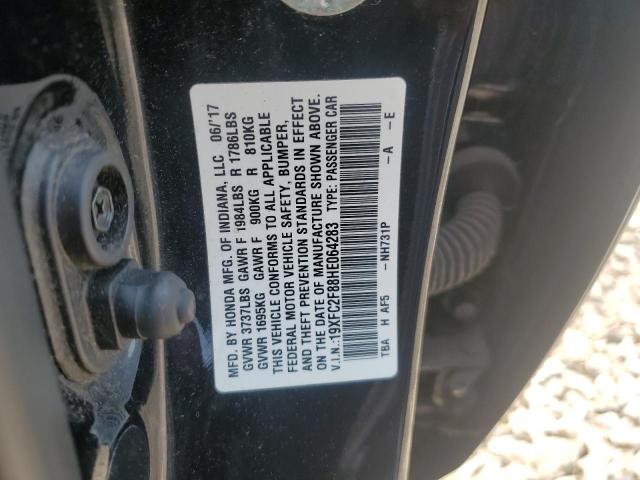 MFD. BY HONDA MFG. OF INDIANA, LLC 06/17
GVWR 3737LBS GAWR F 1984LBS R 1786LBS
GVWR 1695KG GAWR F 900KG R 810KG
THIS VEHICLE CONFORMS TO ALL APPLICABLE
FEDERAL MOTOR VEHICLE SAFETY, BUMPER,
AND THEFT PREVENTION STANDARDS IN EFFECT
ON THE DATE OF MANUFACTURE SHOWN ABOVE.
V.I.N.:19XFC2F88HE064283 TYPE: PASSENGER CAR
TBA H AF5 -NH731P -A -E